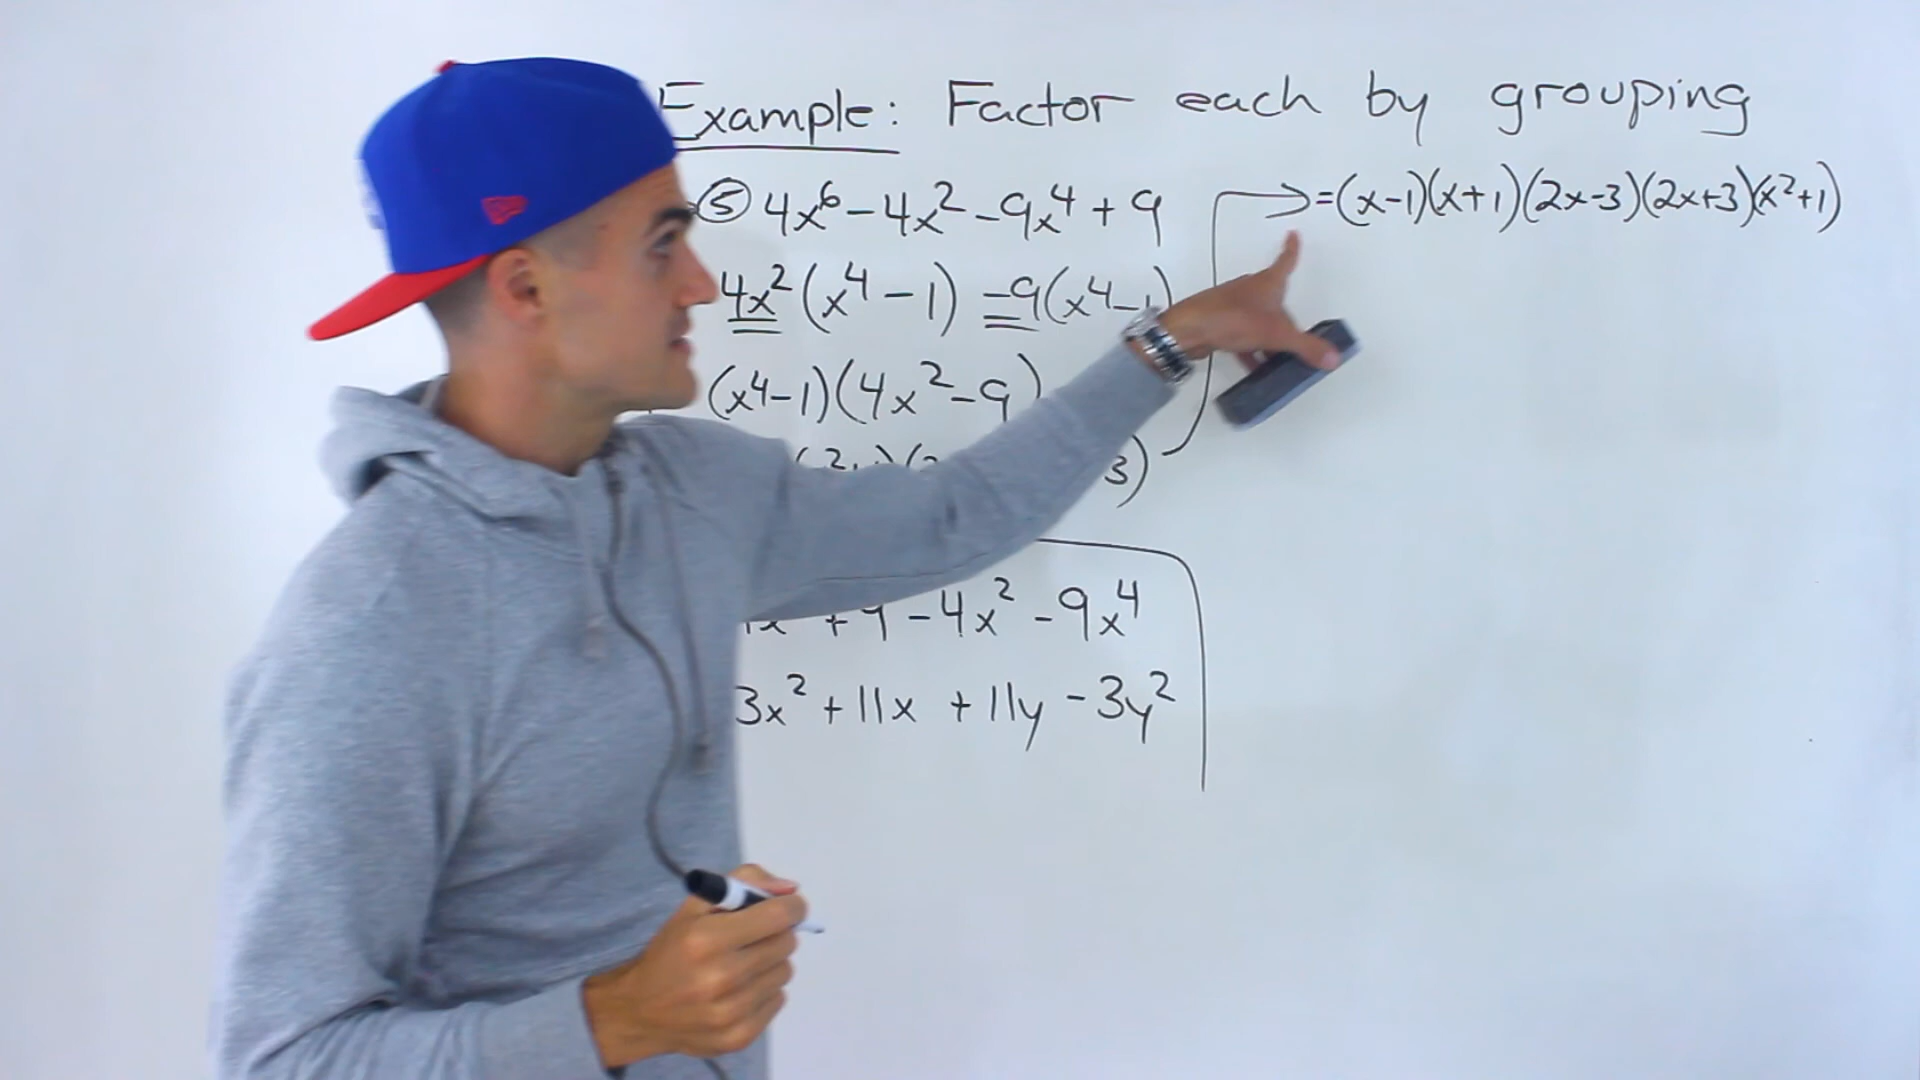 Example: Factor each by grouping
⑤ 4x⁶ - 4x² - 9x⁴ + 9
=(x-1)(x+1)(2x-3)(2x+3)(x²+1)
4x²(x⁴ - 1) - 9(x⁴ - 1)
(x⁴-1)(4x²-9)
3)
+ 9 - 4x² - 9x⁴
3x² + 11x + 11y - 3y²